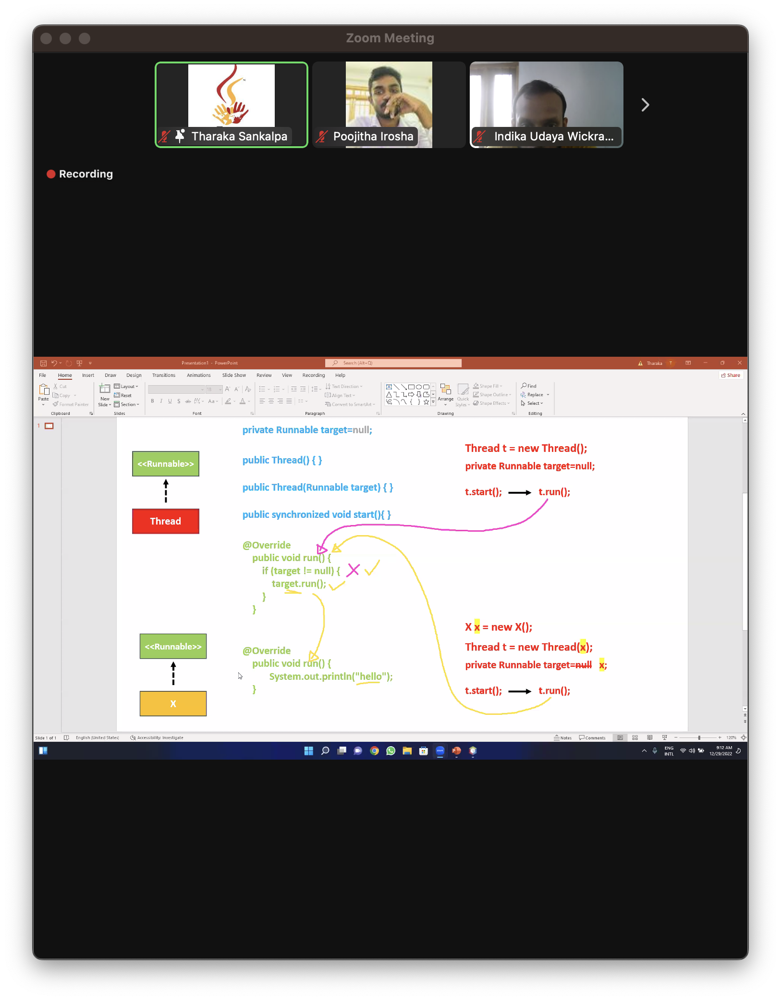 Zoom Meeting
Tharaka Sankalpa
Poojitha Irosha
Indika Udaya Wickra...
Recording
Presentation1 - PowerPoint
Search (Alt+Q)
Tharaka T
File Home Insert Draw Design Transitions Animations Slide Show Review View Recording Help
Share
Paste
Cut
Copy
Format Painter
Clipboard
New Slide
Layout
Reset
Section
Slides
18
B I U S ab AV Aa A
Font
Text Direction
Align Text
Convert to SmartArt
Paragraph
Arrange
Quick Styles
Shape Fill
Shape Outline
Shape Effects
Drawing
Find
Replace
Select
Editing
1
private Runnable target=null;
public Thread() { }
public Thread(Runnable target) { }
public synchronized void start(){ }
<<Runnable>>
Thread
@Override
public void run() {
if (target != null) {
target.run();
}
}
Thread t = new Thread();
private Runnable target=null;
t.start();
t.run();
<<Runnable>>
X
@Override
public void run() {
System.out.println("hello");
}
X x = new X();
Thread t = new Thread(x);
private Runnable target=null x;
t.start();
t.run();
Slide 1 of 1
English (United States)
Accessibility: Investigate
Notes
Comments
120%
zoom
ENG
INTL
9:12 AM
12/29/2022